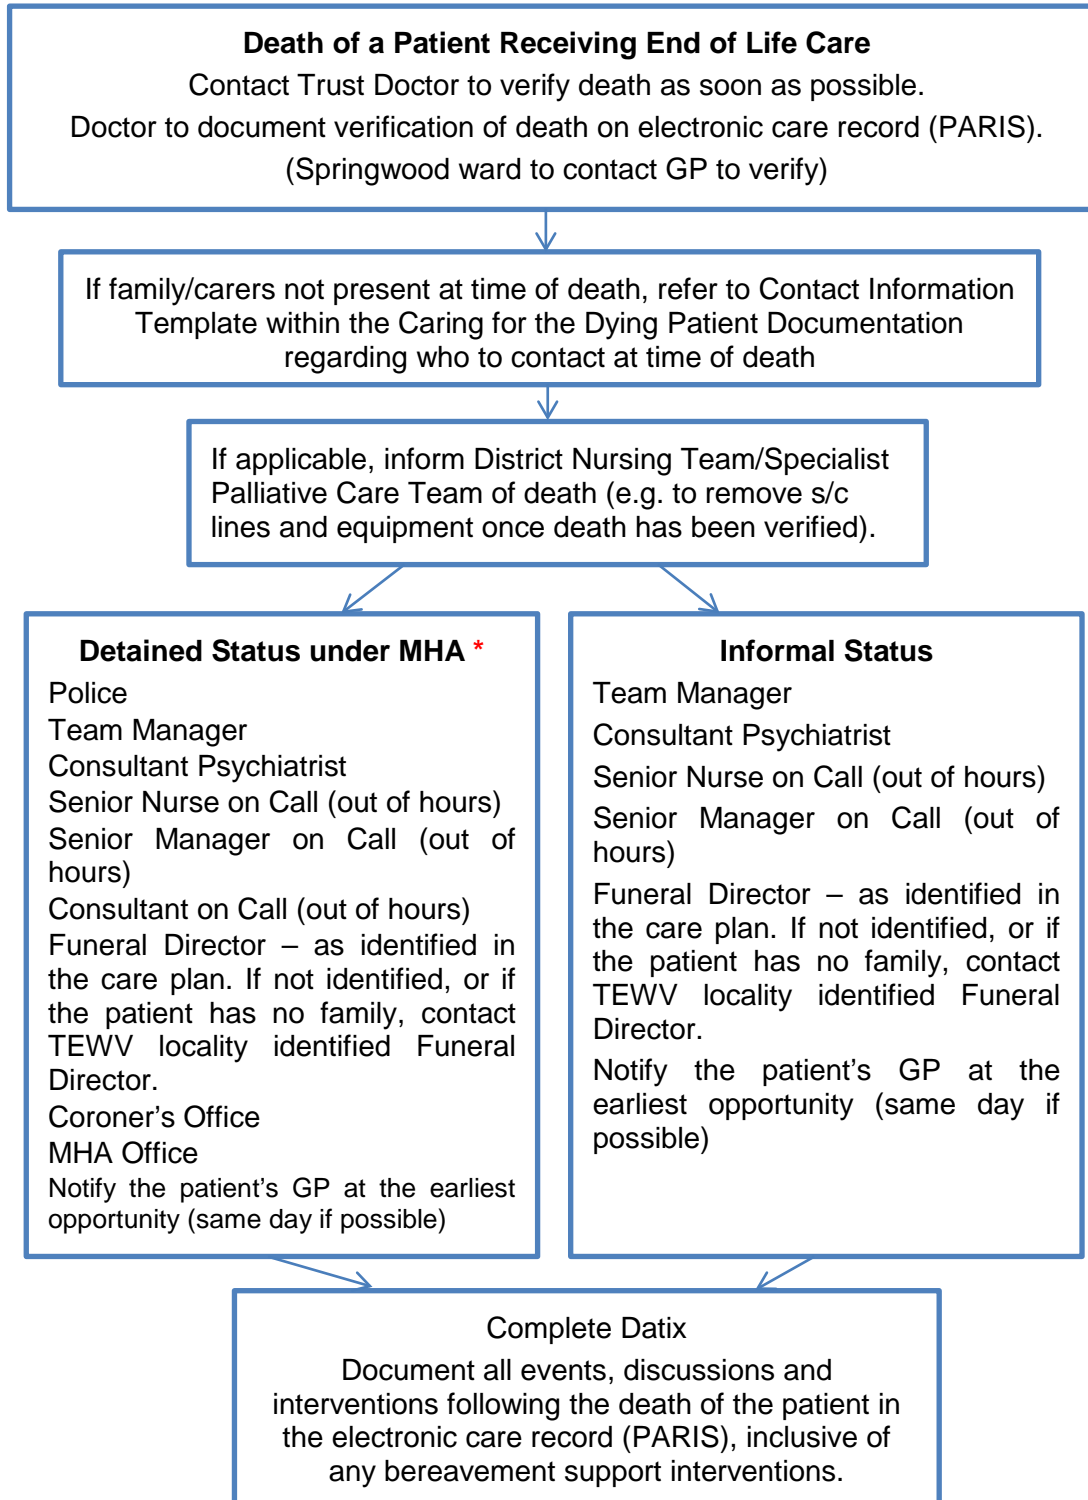 Death of a Patient Receiving End of Life Care
Contact Trust Doctor to verify death as soon as possible.
Doctor to document verification of death on electronic care record (PARIS).
(Springwood ward to contact GP to verify)
If family/carers not present at time of death, refer to Contact Information
Template within the Caring for the Dying Patient Documentation
regarding who to contact at time of death
If applicable, inform District Nursing Team/Specialist
Palliative Care Team of death (e.g. to remove s/c
lines and equipment once death has been verified).
Detained Status under MHA *
Police
Team Manager
Consultant Psychiatrist
Senior Nurse on Call (out of hours)
Senior Manager on Call (out of
hours)
Consultant on Call (out of hours)
Funeral Director – as identified in
the care plan. If not identified, or if
the patient has no family, contact
TEWV locality identified Funeral
Director.
Coroner’s Office
MHA Office
Notify the patient’s GP at the earliest
opportunity (same day if possible)
Informal Status
Team Manager
Consultant Psychiatrist
Senior Nurse on Call (out of hours)
Senior Manager on Call (out of
hours)
Funeral Director – as identified in
the care plan. If not identified, or if
the patient has no family, contact
TEWV locality identified Funeral
Director.
Notify the patient’s GP at the
earliest opportunity (same day if
possible)
Complete Datix
Document all events, discussions and
interventions following the death of the patient in
the electronic care record (PARIS), inclusive of
any bereavement support interventions.